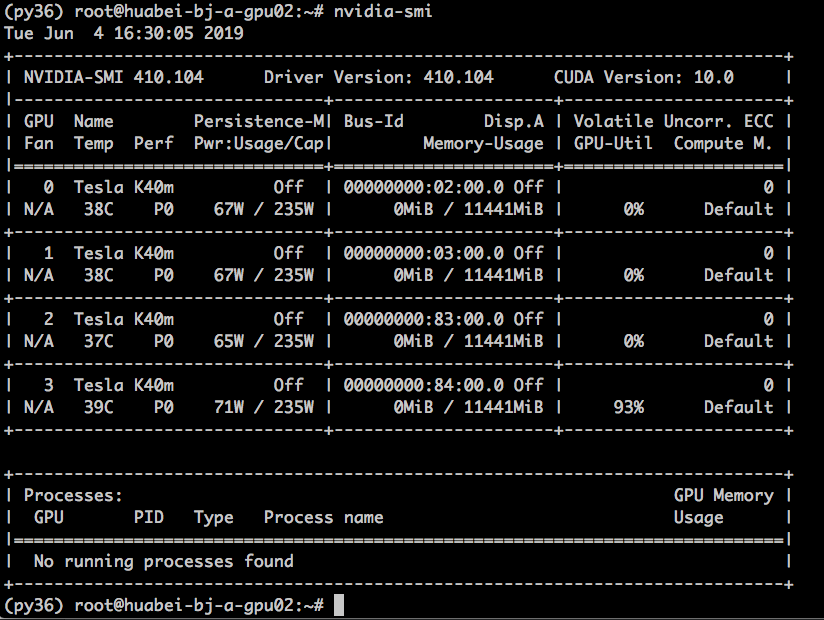 (py36) root@huabei-bj-a-gpu02:~# nvidia-smi
Tue Jun  4 16:30:05 2019
+-----------------------------------------------------------------------------+
| NVIDIA-SMI 410.104      Driver Version: 410.104      CUDA Version: 10.0     |
|-------------------------------+----------------------+----------------------+
| GPU  Name        Persistence-M| Bus-Id        Disp.A | Volatile Uncorr. ECC |
| Fan  Temp  Perf  Pwr:Usage/Cap|         Memory-Usage | GPU-Util  Compute M. |
|===============================+======================+======================|
|   0  Tesla K40m          Off  | 00000000:02:00.0 Off |                    0 |
| N/A   38C    P0    67W / 235W |      0MiB / 11441MiB |      0%      Default |
+-------------------------------+----------------------+----------------------+
|   1  Tesla K40m          Off  | 00000000:03:00.0 Off |                    0 |
| N/A   38C    P0    67W / 235W |      0MiB / 11441MiB |      0%      Default |
+-------------------------------+----------------------+----------------------+
|   2  Tesla K40m          Off  | 00000000:83:00.0 Off |                    0 |
| N/A   37C    P0    65W / 235W |      0MiB / 11441MiB |      0%      Default |
+-------------------------------+----------------------+----------------------+
|   3  Tesla K40m          Off  | 00000000:84:00.0 Off |                    0 |
| N/A   39C    P0    71W / 235W |      0MiB / 11441MiB |     93%      Default |
+-------------------------------+----------------------+----------------------+

+-----------------------------------------------------------------------------+
| Processes:                                                       GPU Memory |
|  GPU       PID   Type   Process name                             Usage      |
|=============================================================================|
|  No running processes found                                                 |
+-----------------------------------------------------------------------------+
(py36) root@huabei-bj-a-gpu02:~#